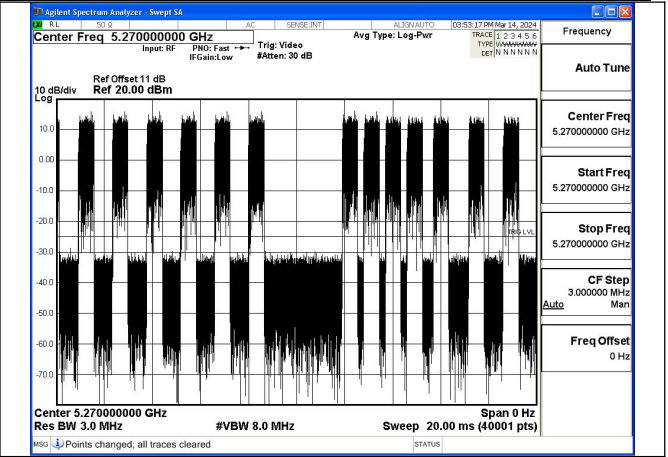 Agilent Spectrum Analyzer - Swept SA
RL 50 Ω AC SENSE:INT ALIGN AUTO 03:53:17 PM Mar 14, 2024
Center Freq 5.270000000 GHz
Input: RF PNO: Fast Trig: Video Avg Type: Log-Pwr TRACE 1 2 3 4 5 6
IFGain:Low #Atten: 30 dB TYPE WWWWWW
DET N N N N N N
Ref Offset 11 dB
10 dB/div Ref 20.00 dBm
Log
10.0
0.00
-10.0
-20.0
TRIG LVL
-30.0
-40.0
-50.0
-60.0
-70.0
Center 5.270000000 GHz Span 0 Hz
Res BW 3.0 MHz #VBW 8.0 MHz Sweep 20.00 ms (40001 pts)
MSG Points changed; all traces cleared STATUS
Frequency
Auto Tune
Center Freq
5.270000000 GHz
Start Freq
5.270000000 GHz
Stop Freq
5.270000000 GHz
CF Step
3.000000 MHz
Auto Man
Freq Offset
0 Hz